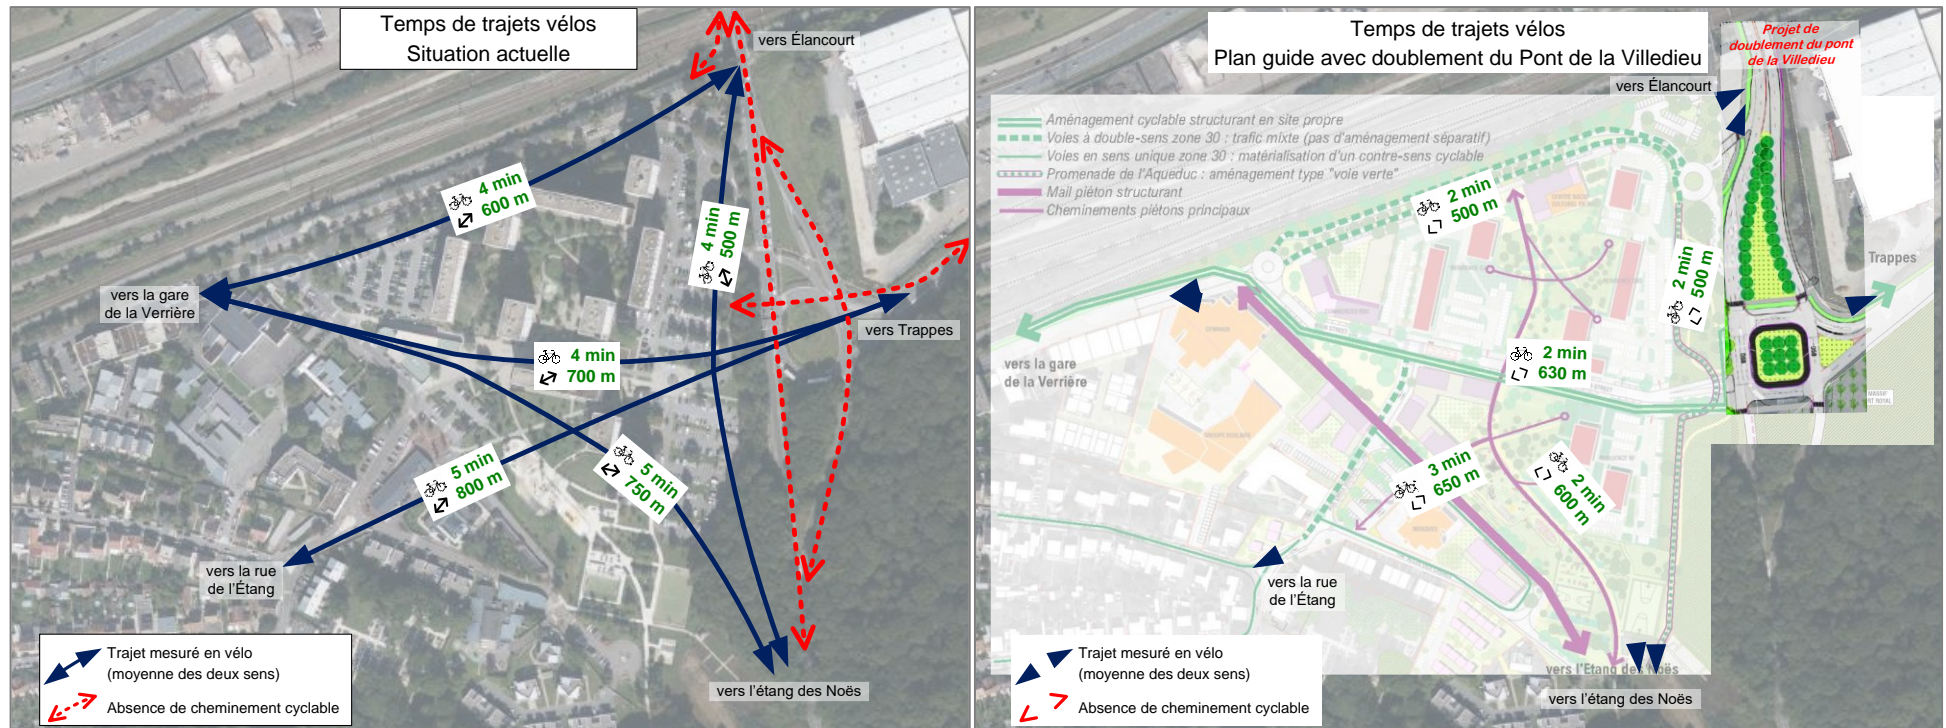 Temps de trajets vélos
Situation actuelle
vers Élancourt
4 min
600 m
4 min
500 m
vers la gare
de la Verrière
vers Trappes
4 min
700 m
5 min
800 m
5 min
750 m
vers la rue
de l'Étang
vers l'étang des Noës
Trajet mesuré en vélo
(moyenne des deux sens)
Absence de cheminement cyclable
Temps de trajets vélos
Plan guide avec doublement du Pont de la Villedieu
Projet de
doublement du pont
de la Villedieu
vers Élancourt
Aménagement cyclable structurant en site propre
Voies à double-sens zone 30 : trafic mixte (pas d'aménagement séparatif)
Voies en sens unique zone 30 : matérialisation d'un contre-sens cyclable
Promenade de l'Aqueduc : aménagement type "voie verte"
Mail piéton structurant
Cheminements piétons principaux
2 min
500 m
2 min
500 m
Trappes
vers la gare
de la Verrière
2 min
630 m
3 min
650 m
2 min
600 m
vers la rue
de l'Étang
vers l'Etang des Noës
vers l'étang des Noës
Trajet mesuré en vélo
(moyenne des deux sens)
Absence de cheminement cyclable